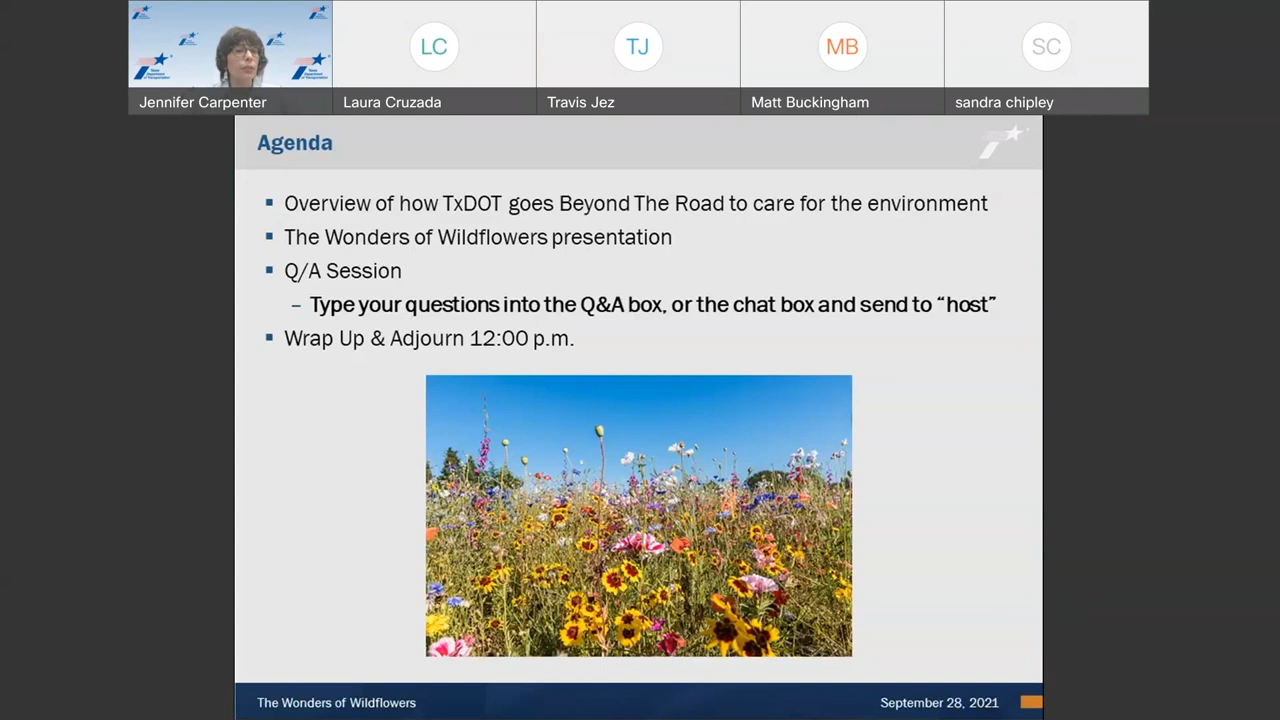 LC
TJ
MB
SC
Jennifer Carpenter
Laura Cruzada
Travis Jez
Matt Buckingham
sandra chipley
Agenda
Overview of how TxDOT goes Beyond The Road to care for the environment
The Wonders of Wildflowers presentation
Q/A Session
– Type your questions into the Q&A box, or the chat box and send to “host”
Wrap Up & Adjourn 12:00 p.m.
The Wonders of Wildflowers
September 28, 2021